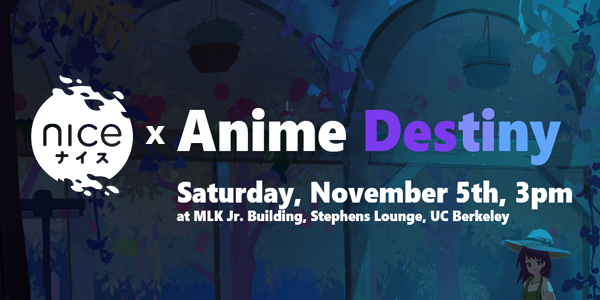 nice
ナイス
x Anime Destiny
Saturday, November 5th, 3pm
at MLK Jr. Building, Stephens Lounge, UC Berkeley